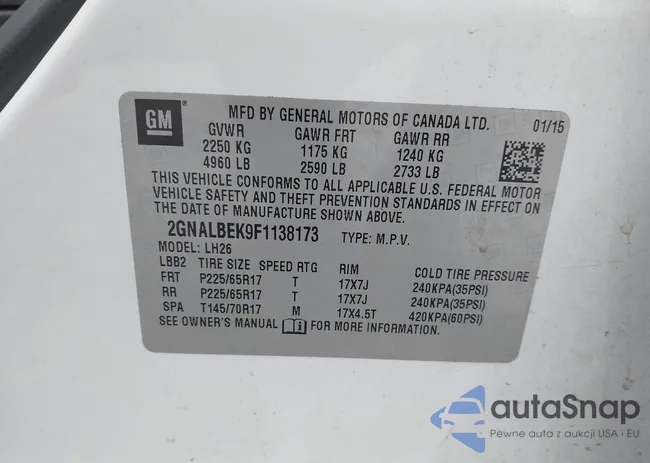 GM ®
MFD BY GENERAL MOTORS OF CANADA LTD. 01/15
GVWR GAWR FRT GAWR RR
2250 KG 1175 KG 1240 KG
4960 LB 2590 LB 2733 LB
THIS VEHICLE CONFORMS TO ALL APPLICABLE U.S. FEDERAL MOTOR
VEHICLE SAFETY AND THEFT PREVENTION STANDARDS IN EFFECT ON
THE DATE OF MANUFACTURE SHOWN ABOVE.
2GNALBEK9F1138173 TYPE: M.P.V.
MODEL: LH26
LBB2 TIRE SIZE SPEED RTG RIM COLD TIRE PRESSURE
FRT P225/65R17 T 17X7J 240KPA(35PSI)
RR P225/65R17 T 17X7J 240KPA(35PSI)
SPA T145/70R17 M 17X4.5T 420KPA(60PSI)
SEE OWNER'S MANUAL FOR MORE INFORMATION.
autoSnap
Pewne auta z aukcji USA i EU